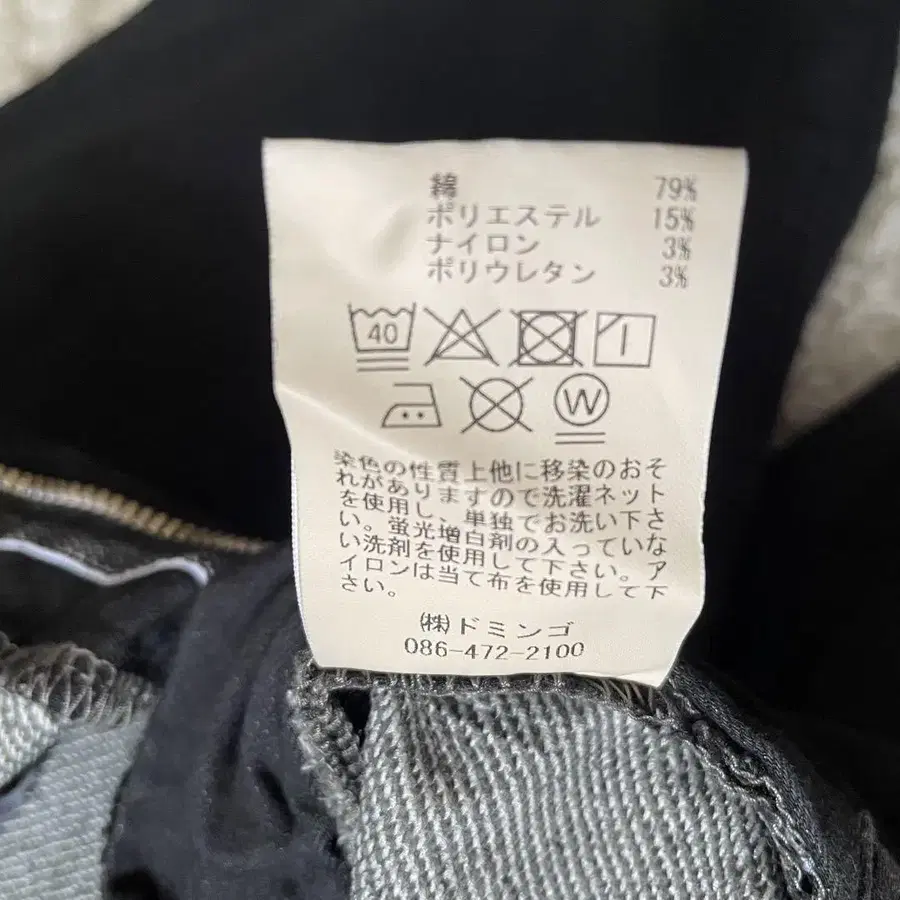 綿 79%
ポリエステル 15%
ナイロン 3%
ポリウレタン 3%
40
W
染色の性質上他に移染のおそ
れがありますので洗濯ネット
を使用し、単独でお洗い下さ
い。蛍光増白剤の入っていな
い洗剤を使用して下さい。ア
イロンは当て布を使用して下
さい。
㈱ドミンゴ
086-472-2100